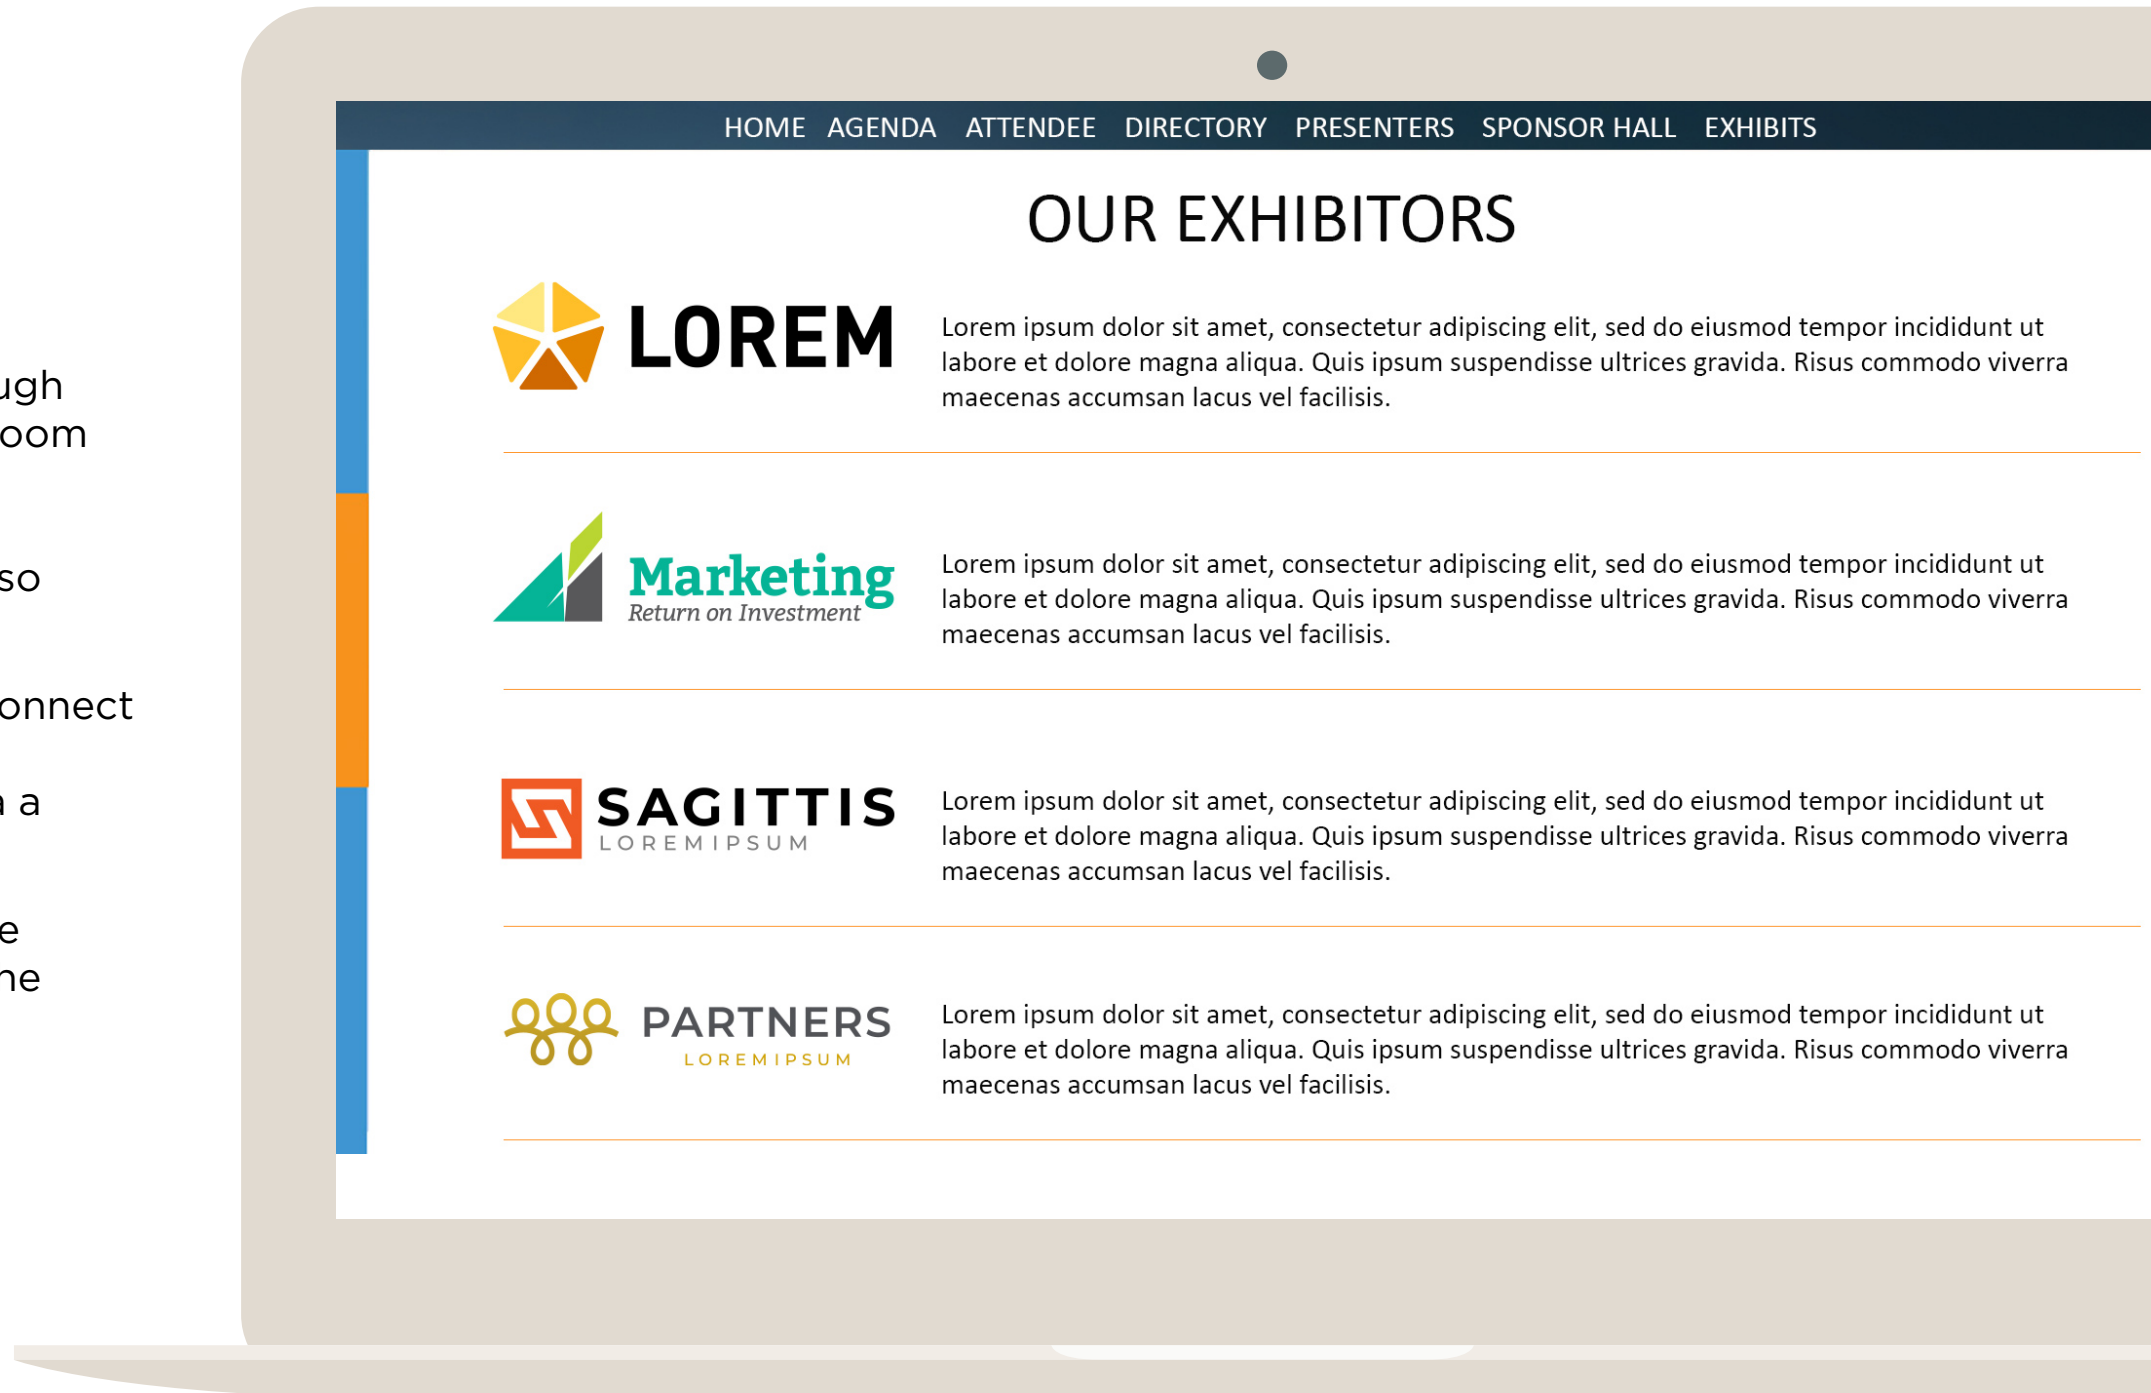 HOME AGENDA ATTENDEE DIRECTORY PRESENTERS SPONSOR HALL EXHIBITS
OUR EXHIBITORS
LOREM
Lorem ipsum dolor sit amet, consectetur adipiscing elit, sed do eiusmod tempor incididunt ut
labore et dolore magna aliqua. Quis ipsum suspendisse ultrices gravida. Risus commodo viverra
maecenas accumsan lacus vel facilisis.
Marketing
Return on Investment
Lorem ipsum dolor sit amet, consectetur adipiscing elit, sed do eiusmod tempor incididunt ut
labore et dolore magna aliqua. Quis ipsum suspendisse ultrices gravida. Risus commodo viverra
maecenas accumsan lacus vel facilisis.
SAGITTIS
LOREMIPSUM
Lorem ipsum dolor sit amet, consectetur adipiscing elit, sed do eiusmod tempor incididunt ut
labore et dolore magna aliqua. Quis ipsum suspendisse ultrices gravida. Risus commodo viverra
maecenas accumsan lacus vel facilisis.
PARTNERS
LOREMIPSUM
Lorem ipsum dolor sit amet, consectetur adipiscing elit, sed do eiusmod tempor incididunt ut
labore et dolore magna aliqua. Quis ipsum suspendisse ultrices gravida. Risus commodo viverra
maecenas accumsan lacus vel facilisis.
a